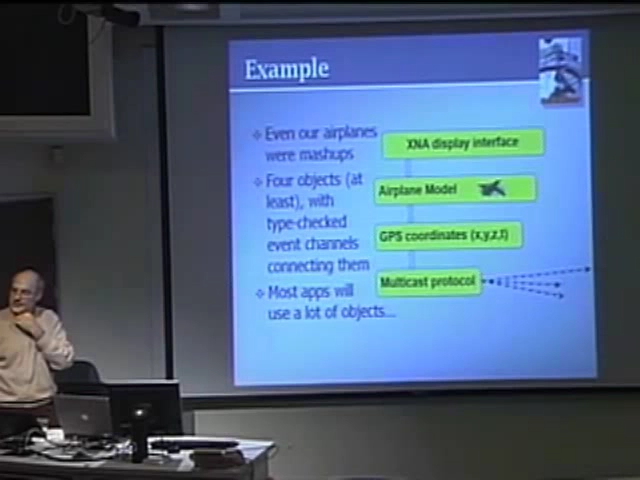 Example
❖ Even our airplanes
were mashups
❖ Four objects (at
least), with
type-checked
event channels
connecting them
❖ Most apps will
use a lot of objects...
XNA display interface
Airplane Model
GPS coordinates (x,y,z,t)
Multicast protocol